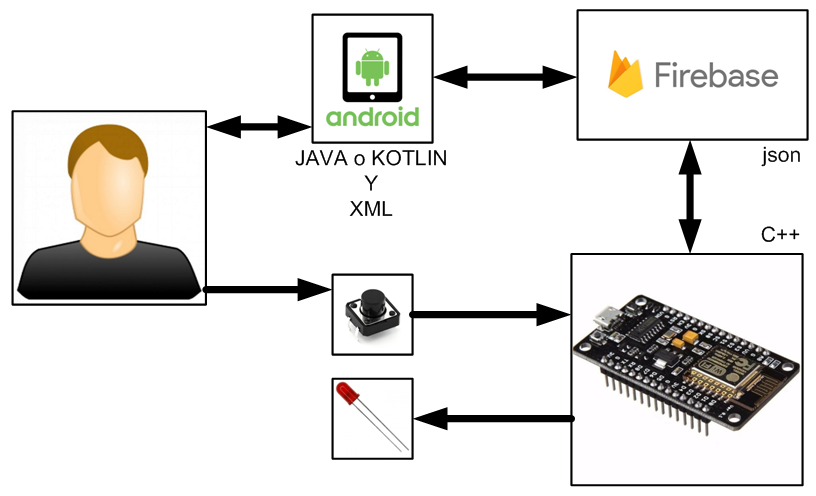 android
JAVA o KOTLIN
Y
XML
Firebase
json
C++